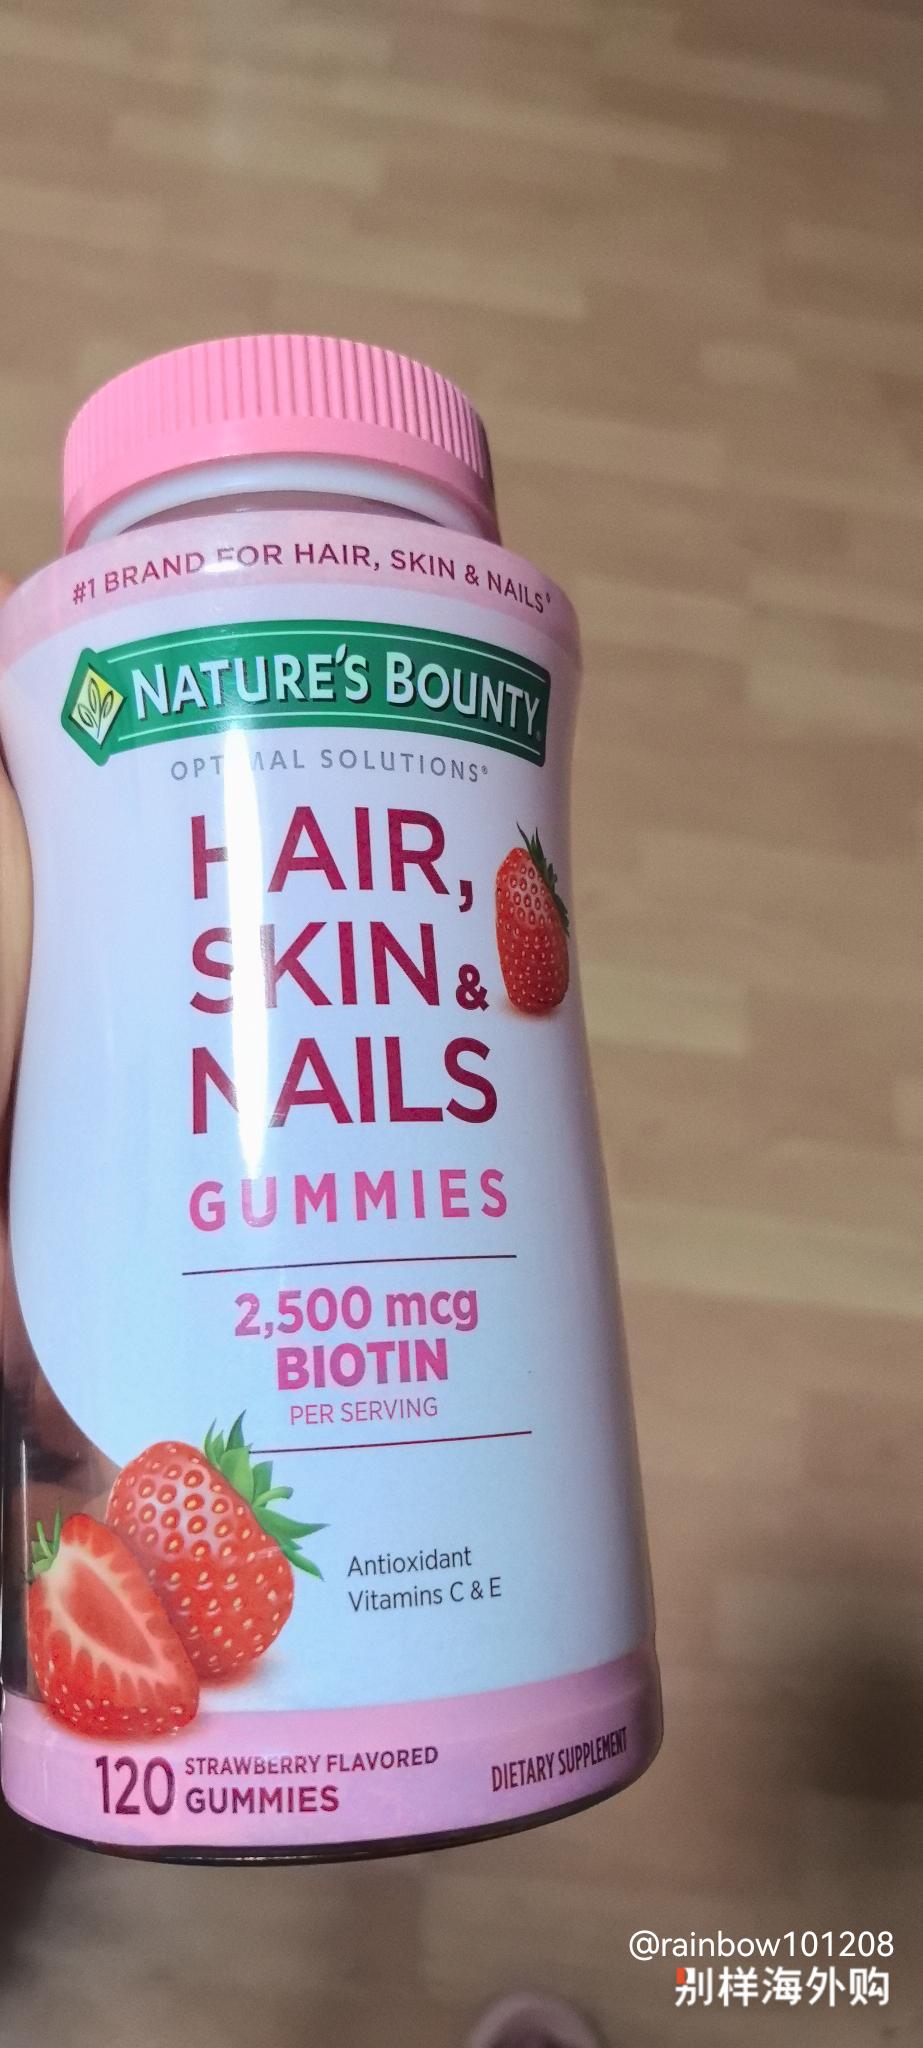 #1 BRAND FOR HAIR, SKIN & NAILS®
NATURE'S BOUNTY®
OPTIMAL SOLUTIONS®
HAIR,
SKIN &
NAILS
GUMMIES
2,500 mcg
BIOTIN
PER SERVING
Antioxidant
Vitamins C & E
120 STRAWBERRY FLAVORED
GUMMIES
DIETARY SUPPLEMENT
@rainbow101208
别样海外购